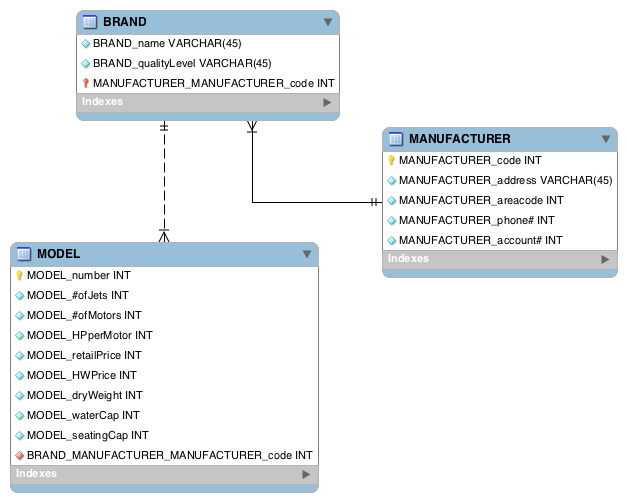 BRAND
BRAND_name VARCHAR(45)
BRAND_qualityLevel VARCHAR(45)
MANUFACTURER_MANUFACTURER_code INT
Indexes
MANUFACTURER
MANUFACTURER_code INT
MANUFACTURER_address VARCHAR(45)
MANUFACTURER_areacode INT
MANUFACTURER_phone# INT
MANUFACTURER_account# INT
Indexes
MODEL
MODEL_number INT
MODEL_#ofJets INT
MODEL_#ofMotors INT
MODEL_HPperMotor INT
MODEL_retailPrice INT
MODEL_HWPrice INT
MODEL_dryWeight INT
MODEL_waterCap INT
MODEL_seatingCap INT
BRAND_MANUFACTURER_MANUFACTURER_code INT
Indexes